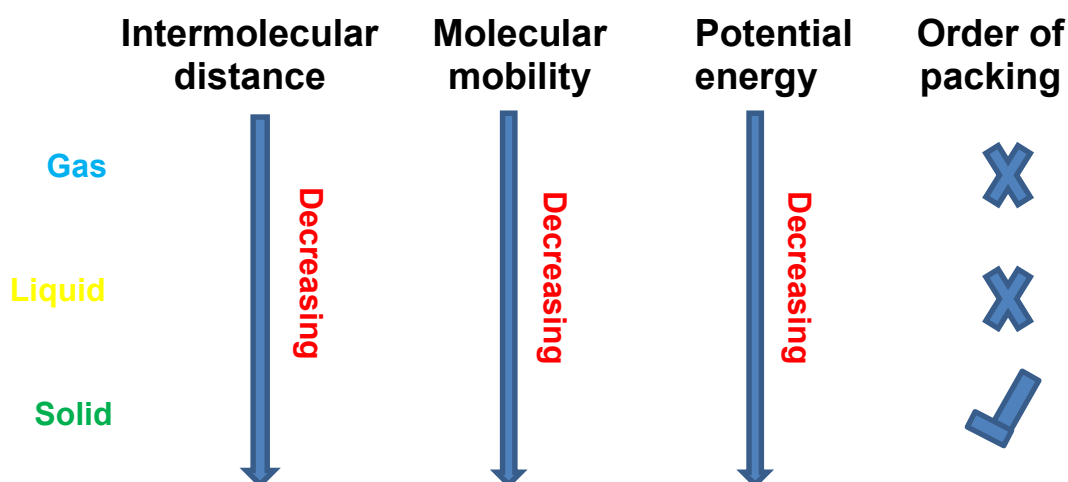 Intermolecular
distance
Molecular
mobility
Potential
energy
Order of
packing
Gas
Liquid
Solid
Decreasing
Decreasing
Decreasing